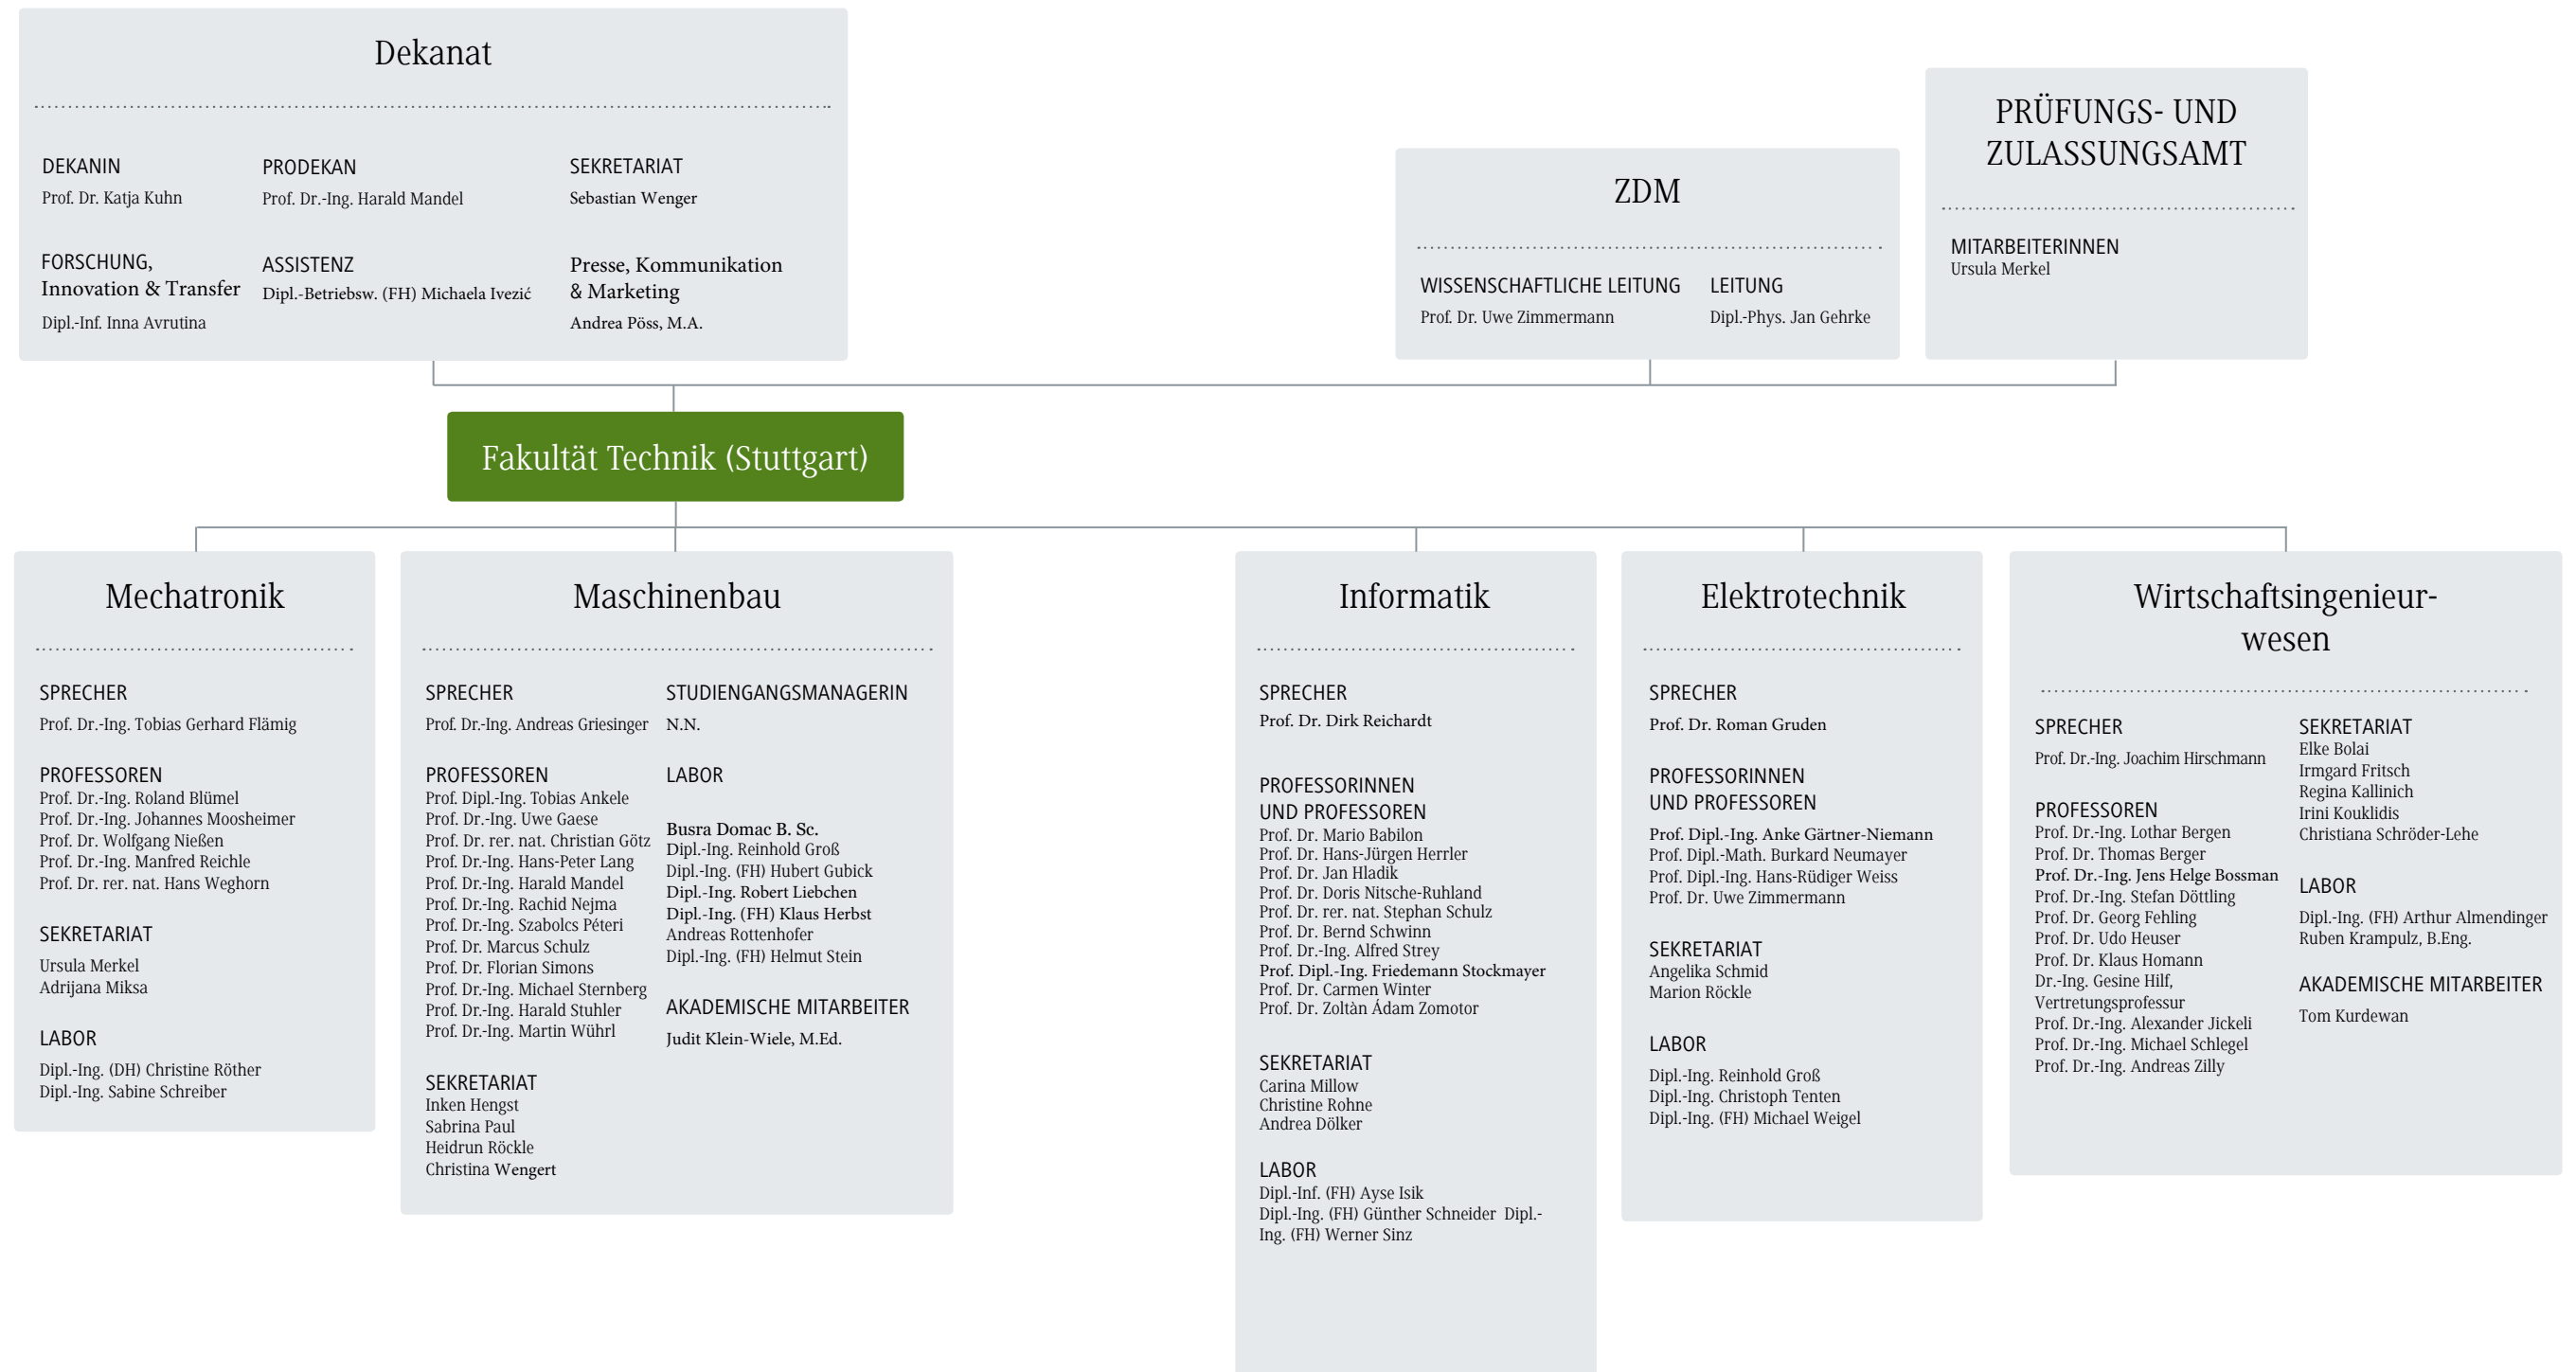 Dekanat
DEKANIN
Prof. Dr. Katja Kuhn
PRODEKAN
Prof. Dr.-Ing. Harald Mandel
SEKRETARIAT
Sebastian Wenger
FORSCHUNG,
Innovation & Transfer
Dipl.-Inf. Inna Avrutina
ASSISTENZ
Dipl.-Betriebsw. (FH) Michaela Ivezić
Presse, Kommunikation
& Marketing
Andrea Pöss, M.A.
ZDM
WISSENSCHAFTLICHE LEITUNG
Prof. Dr. Uwe Zimmermann
LEITUNG
Dipl.-Phys. Jan Gehrke
PRÜFUNGS- UND
ZULASSUNGSAMT
MITARBEITERINNEN
Ursula Merkel
Fakultät Technik (Stuttgart)
Mechatronik
SPRECHER
Prof. Dr.-Ing. Tobias Gerhard Flämig
PROFESSOREN
Prof. Dr.-Ing. Roland Blümel
Prof. Dr.-Ing. Johannes Moosheimer
Prof. Dr. Wolfgang Nießen
Prof. Dr.-Ing. Manfred Reichle
Prof. Dr. rer. nat. Hans Weghorn
SEKRETARIAT
Ursula Merkel
Adrijana Miksa
LABOR
Dipl.-Ing. (DH) Christine Röther
Dipl.-Ing. Sabine Schreiber
Maschinenbau
SPRECHER
Prof. Dr.-Ing. Andreas Griesinger
PROFESSOREN
Prof. Dipl.-Ing. Tobias Ankele
Prof. Dr.-Ing. Uwe Gaese
Prof. Dr. rer. nat. Christian Götz
Prof. Dr.-Ing. Hans-Peter Lang
Prof. Dr.-Ing. Harald Mandel
Prof. Dr.-Ing. Rachid Nejma
Prof. Dr.-Ing. Szabolcs Péteri
Prof. Dr. Marcus Schulz
Prof. Dr. Florian Simons
Prof. Dr.-Ing. Michael Sternberg
Prof. Dr.-Ing. Harald Stuhler
Prof. Dr.-Ing. Martin Wührl
SEKRETARIAT
Inken Hengst
Sabrina Paul
Heidrun Röckle
Christina Wengert
STUDIENGANGSMANAGERIN
N.N.
LABOR
Busra Domac B. Sc.
Dipl.-Ing. Reinhold Groß
Dipl.-Ing. (FH) Hubert Gubick
Dipl.-Ing. Robert Liebchen
Dipl.-Ing. (FH) Klaus Herbst
Andreas Rottenhofer
Dipl.-Ing. (FH) Helmut Stein
AKADEMISCHE MITARBEITER
Judit Klein-Wiele, M.Ed.
Informatik
SPRECHER
Prof. Dr. Dirk Reichardt
PROFESSORINNEN
UND PROFESSOREN
Prof. Dr. Mario Babilon
Prof. Dr. Hans-Jürgen Herrler
Prof. Dr. Jan Hladik
Prof. Dr. Doris Nitsche-Ruhland
Prof. Dr. rer. nat. Stephan Schulz
Prof. Dr. Bernd Schwinn
Prof. Dr.-Ing. Alfred Strey
Prof. Dipl.-Ing. Friedemann Stockmayer
Prof. Dr. Carmen Winter
Prof. Dr. Zoltàn Ádam Zomotor
SEKRETARIAT
Carina Millow
Christine Rohne
Andrea Dölker
LABOR
Dipl.-Inf. (FH) Ayse Isik
Dipl.-Ing. (FH) Günther Schneider Dipl.-
Ing. (FH) Werner Sinz
Elektrotechnik
SPRECHER
Prof. Dr. Roman Gruden
PROFESSORINNEN
UND PROFESSOREN
Prof. Dipl.-Ing. Anke Gärtner-Niemann
Prof. Dipl.-Math. Burkard Neumayer
Prof. Dipl.-Ing. Hans-Rüdiger Weiss
Prof. Dr. Uwe Zimmermann
SEKRETARIAT
Angelika Schmid
Marion Röckle
LABOR
Dipl.-Ing. Reinhold Groß
Dipl.-Ing. Christoph Tenten
Dipl.-Ing. (FH) Michael Weigel
Wirtschaftsingenieur-
wesen
SPRECHER
Prof. Dr.-Ing. Joachim Hirschmann
PROFESSOREN
Prof. Dr.-Ing. Lothar Bergen
Prof. Dr. Thomas Berger
Prof. Dr.-Ing. Jens Helge Bossman
Prof. Dr.-Ing. Stefan Döttling
Prof. Dr. Georg Fehling
Prof. Dr. Udo Heuser
Prof. Dr. Klaus Homann
Dr.-Ing. Gesine Hilf,
Vertretungsprofessur
Prof. Dr.-Ing. Alexander Jickeli
Prof. Dr.-Ing. Michael Schlegel
Prof. Dr.-Ing. Andreas Zilly
SEKRETARIAT
Elke Bolai
Irmgard Fritsch
Regina Kallinich
Irini Kouklidis
Christiana Schröder-Lehe
LABOR
Dipl.-Ing. (FH) Arthur Almendinger
Ruben Krampulz, B.Eng.
AKADEMISCHE MITARBEITER
Tom Kurdewan